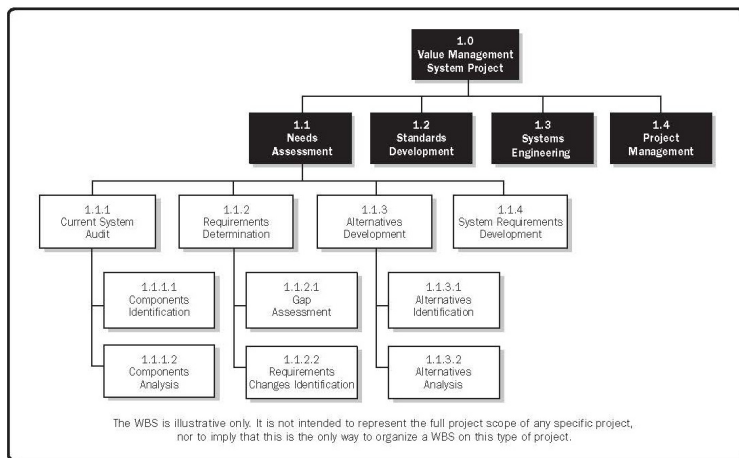 1.0
Value Management
System Project
1.1
Needs
Assessment
1.2
Standards
Development
1.3
Systems
Engineering
1.4
Project
Management
1.1.1
Current System
Audit
1.1.2
Requirements
Determination
1.1.3
Alternatives
Development
1.1.4
System Requirements
Development
1.1.1.1
Components
Identification
1.1.2.1
Gap
Assessment
1.1.3.1
Alternatives
Identification
1.1.1.2
Components
Analysis
1.1.2.2
Requirements
Changes Identification
1.1.3.2
Alternatives
Analysis
The WBS is illustrative only. It is not intended to represent the full project scope of any specific project,
nor to imply that this is the only way to organize a WBS on this type of project.